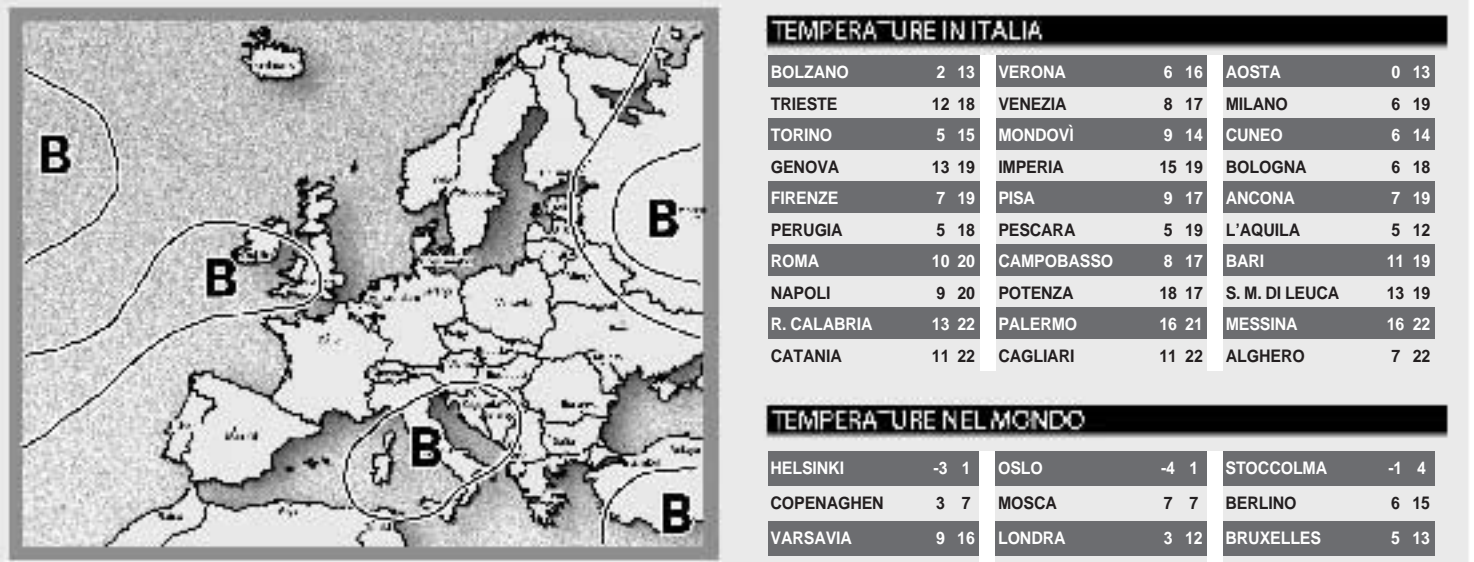 B
B
B
B
B
TEMPERATURE IN ITALIA
BOLZANO 2 13 VERONA 6 16 AOSTA 0 13
TRIESTE 12 18 VENEZIA 8 17 MILANO 6 19
TORINO 5 15 MONDOVÌ 9 14 CUNEO 6 14
GENOVA 13 19 IMPERIA 15 19 BOLOGNA 6 18
FIRENZE 7 19 PISA 9 17 ANCONA 7 19
PERUGIA 5 18 PESCARA 5 19 L'AQUILA 5 12
ROMA 10 20 CAMPOBASSO 8 17 BARI 11 19
NAPOLI 9 20 POTENZA 18 17 S. M. DI LEUCA 13 19
R. CALABRIA 13 22 PALERMO 16 21 MESSINA 16 22
CATANIA 11 22 CAGLIARI 11 22 ALGHERO 7 22
TEMPERATURE NEL MONDO
HELSINKI -3 1 OSLO -4 1 STOCCOLMA -1 4
COPENAGHEN 3 7 MOSCA 7 7 BERLINO 6 15
VARSAVIA 9 16 LONDRA 3 12 BRUXELLES 5 13